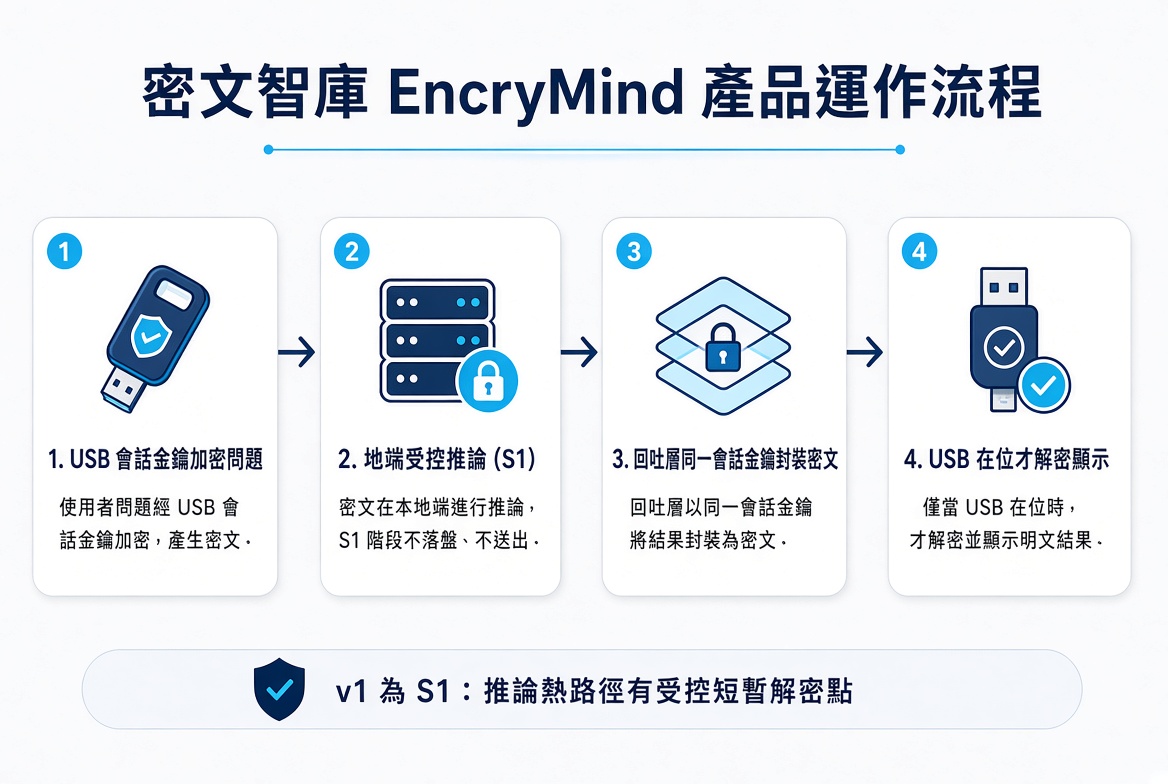 密文智庫 EncryMind 產品運作流程
1
1. USB 會話金鑰加密問題
使用者問題經 USB 會
話金鑰加密，產生密文．
2
2. 地端受控推論 (S1)
密文在本地端進行推論，
S1 階段不落盤、不送出．
3
3. 回吐層同一會話金鑰封裝密文
回吐層以同一會話金鑰
將結果封裝為密文．
4
4. USB 在位才解密顯示
僅當 USB 在位時，
才解密並顯示明文結果．
v1 為 S1：推論熱路徑有受控短暫解密點